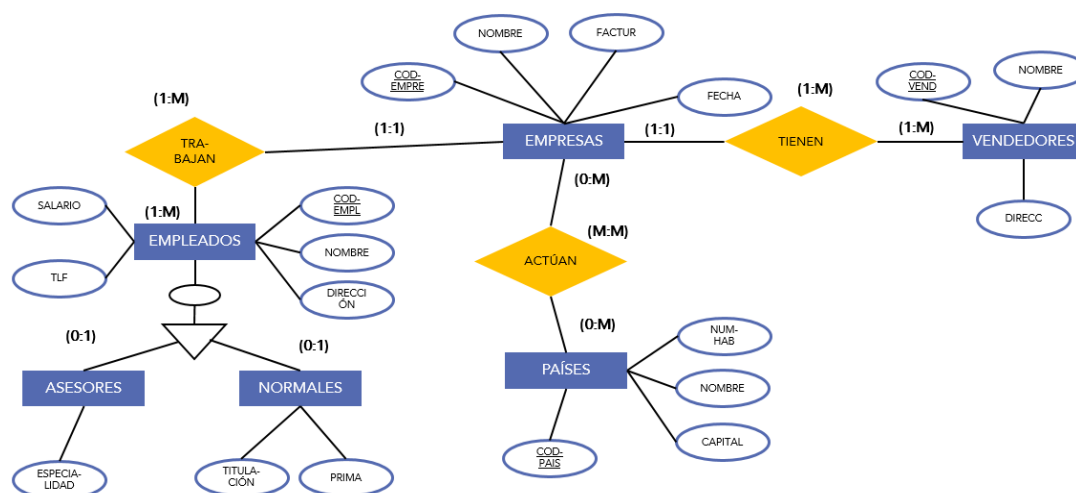 NOMBRE
FACTUR
COD-
EMPRE
FECHA
COD-
VEND
NOMBRE
(1:M)
(1:M)
TRA-
BAJAN
(1:1)
EMPRESAS
(1:1)
TIENEN
(1:M)
VENDEDORES
(0:M)
SALARIO
(1:M)
COD-
EMPL
DIRECC
EMPLEADOS
(M:M)
NOMBRE
ACTÚAN
TLF
DIRECCI
ÓN
(0:M)
(0:1)
(0:1)
NUM-
HAB
PAÍSES
ASESORES
NORMALES
NOMBRE
CAPITAL
COD-
PAIS
ESPECIA-
LIDAD
TITULA-
CIÓN
PRIMA